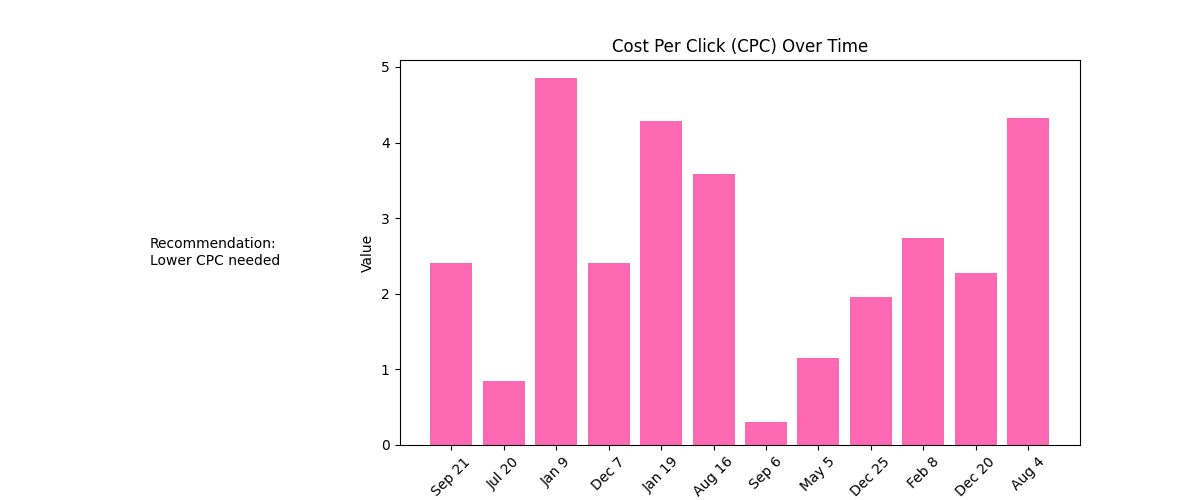 Cost Per Click (CPC) Over Time
Recommendation:
Lower CPC needed
Value
5
4
3
2
1
0
Sep 21
Jul 20
Jan 9
Dec 7
Jan 19
Aug 16
Sep 6
May 5
Dec 25
Feb 8
Dec 20
Aug 4